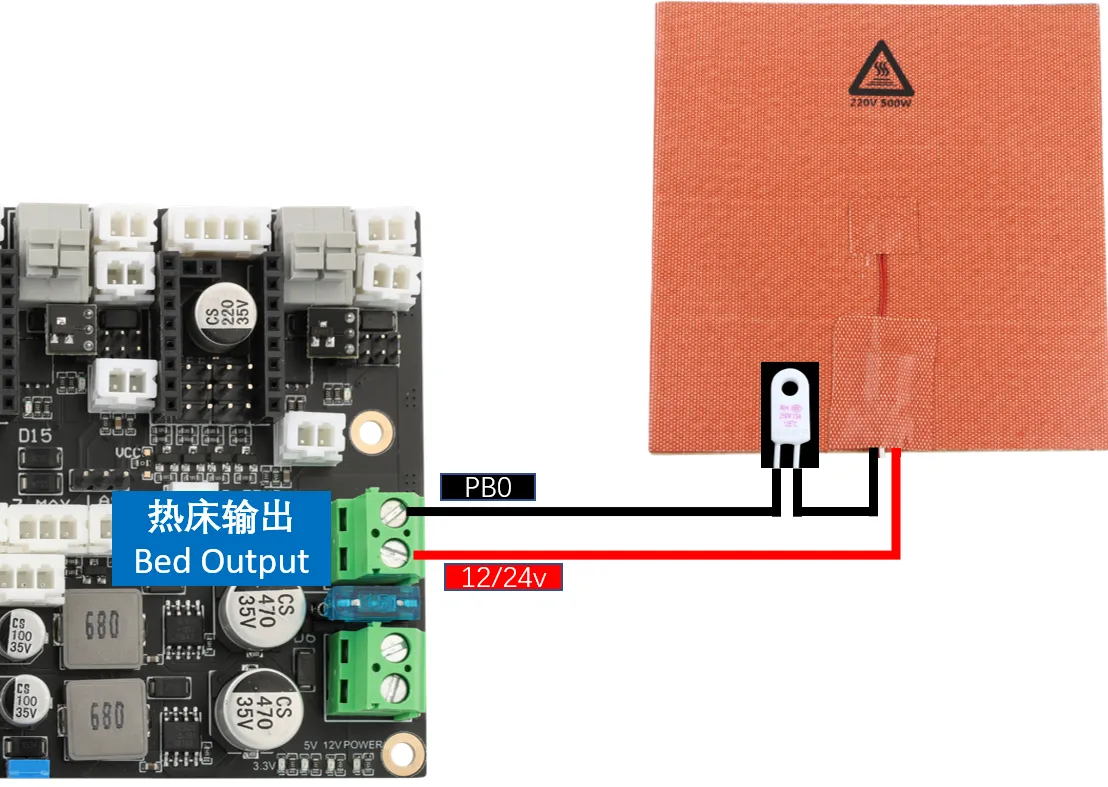 220V 500W
CS
220
35V
D15
VCC
热床输出
Bed Output
PB0
12/24v
CS
470
35V
CS
100
35V
680
D6
CS
100
35V
680
CS
470
35V
5V 12V POWER
3.3V